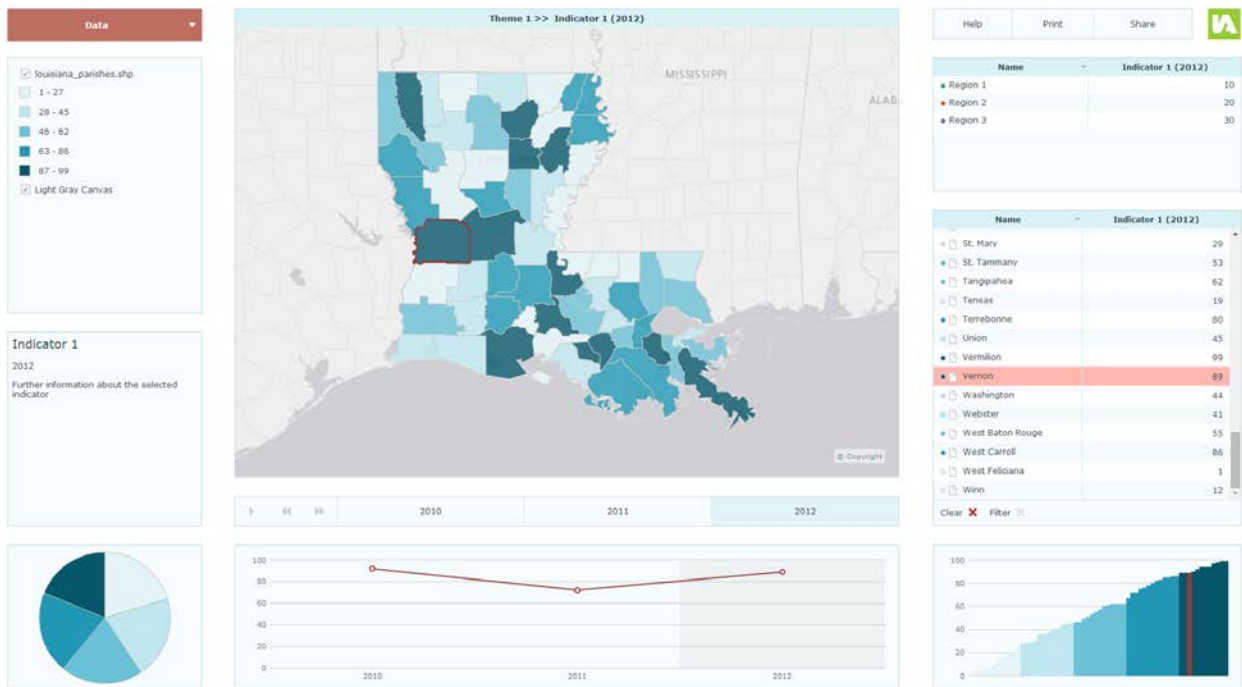 Data
louisiana_parishes.shp
1 - 27
28 - 45
46 - 62
63 - 86
87 - 99
Light Gray Canvas
Indicator 1
2012
Further information about the selected
indicator
Theme 1 >> Indicator 1 (2012)
MISSISSIPPI
ALAB
© Copyright
2010 2011 2012
100
80
60
40
20
0
2010 2011 2012
Help Print Share
Name Indicator 1 (2012)
Region 1 10
Region 2 20
Region 3 30
Name Indicator 1 (2012)
St. Mary 29
St. Tammany 53
Tangipahoa 62
Tensas 19
Terrebonne 80
Union 45
Vermilion 99
Vernon 89
Washington 44
Webster 41
West Baton Rouge 55
West Carroll 86
West Feliciana 1
Winn 12
Clear Filter
100
80
60
40
20
0